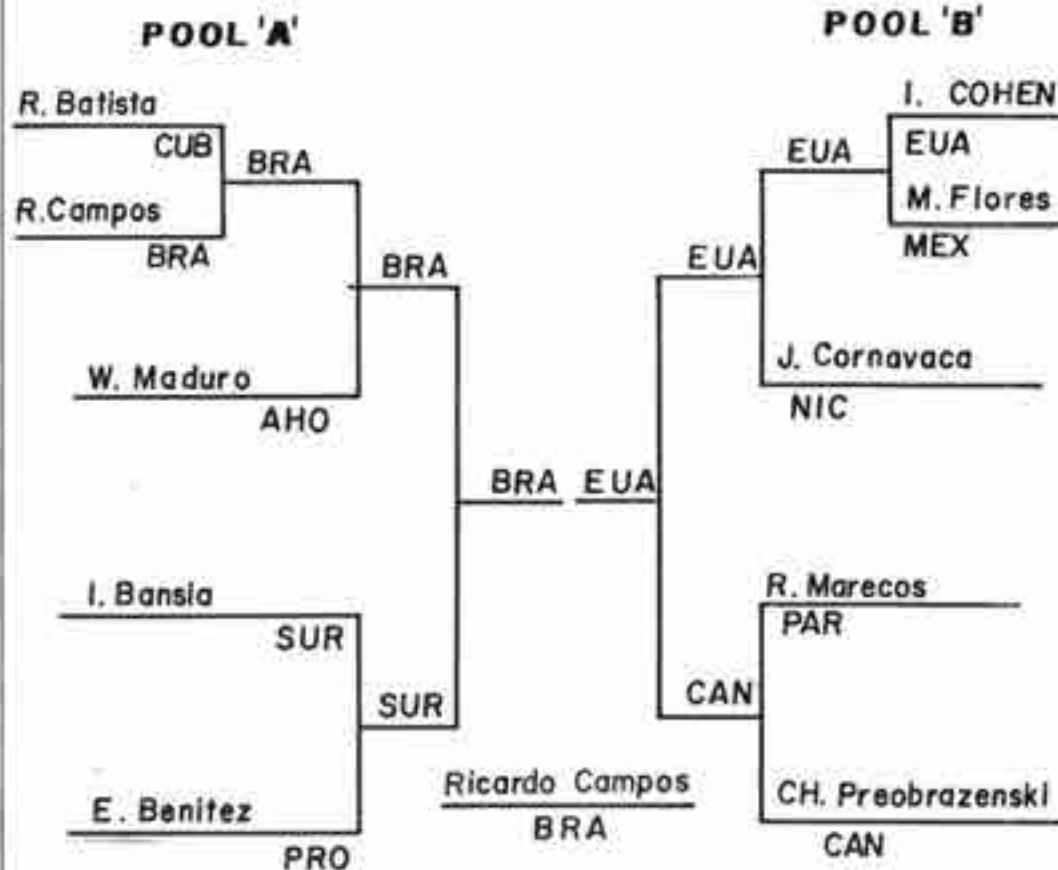 POOL 'A'
R. Batista
CUB
BRA
R. Campos
BRA
BRA
W. Maduro
AHO
BRA
I. Bansia
SUR
SUR
E. Benitez
PRO
POOL 'B'
I. COHEN
EUA
EUA
M. Flores
MEX
EUA
J. Cornavaca
NIC
EUA
R. Marecos
PAR
CAN
CH. Preobrazenski
CAN
Ricardo Campos
BRA